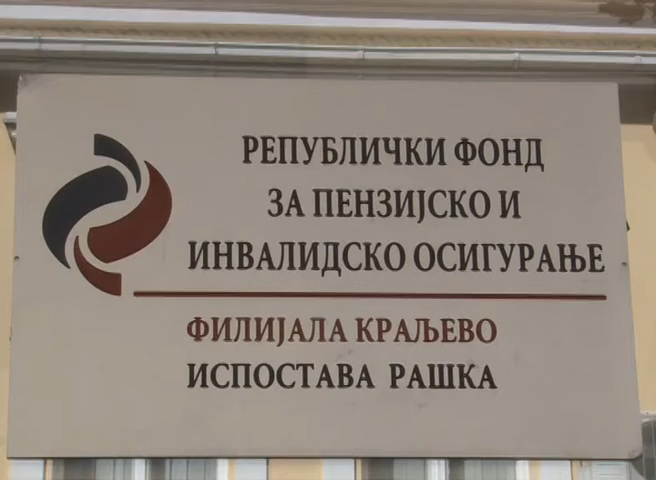 РЕПУБЛИЧКИ ФОНД
ЗА ПЕНЗИЈСКО И
ИНВАЛИДСКО ОСИГУРАЊЕ
ФИЛИЈАЛА КРАЉЕВО
ИСПОСТАВА РАШКА